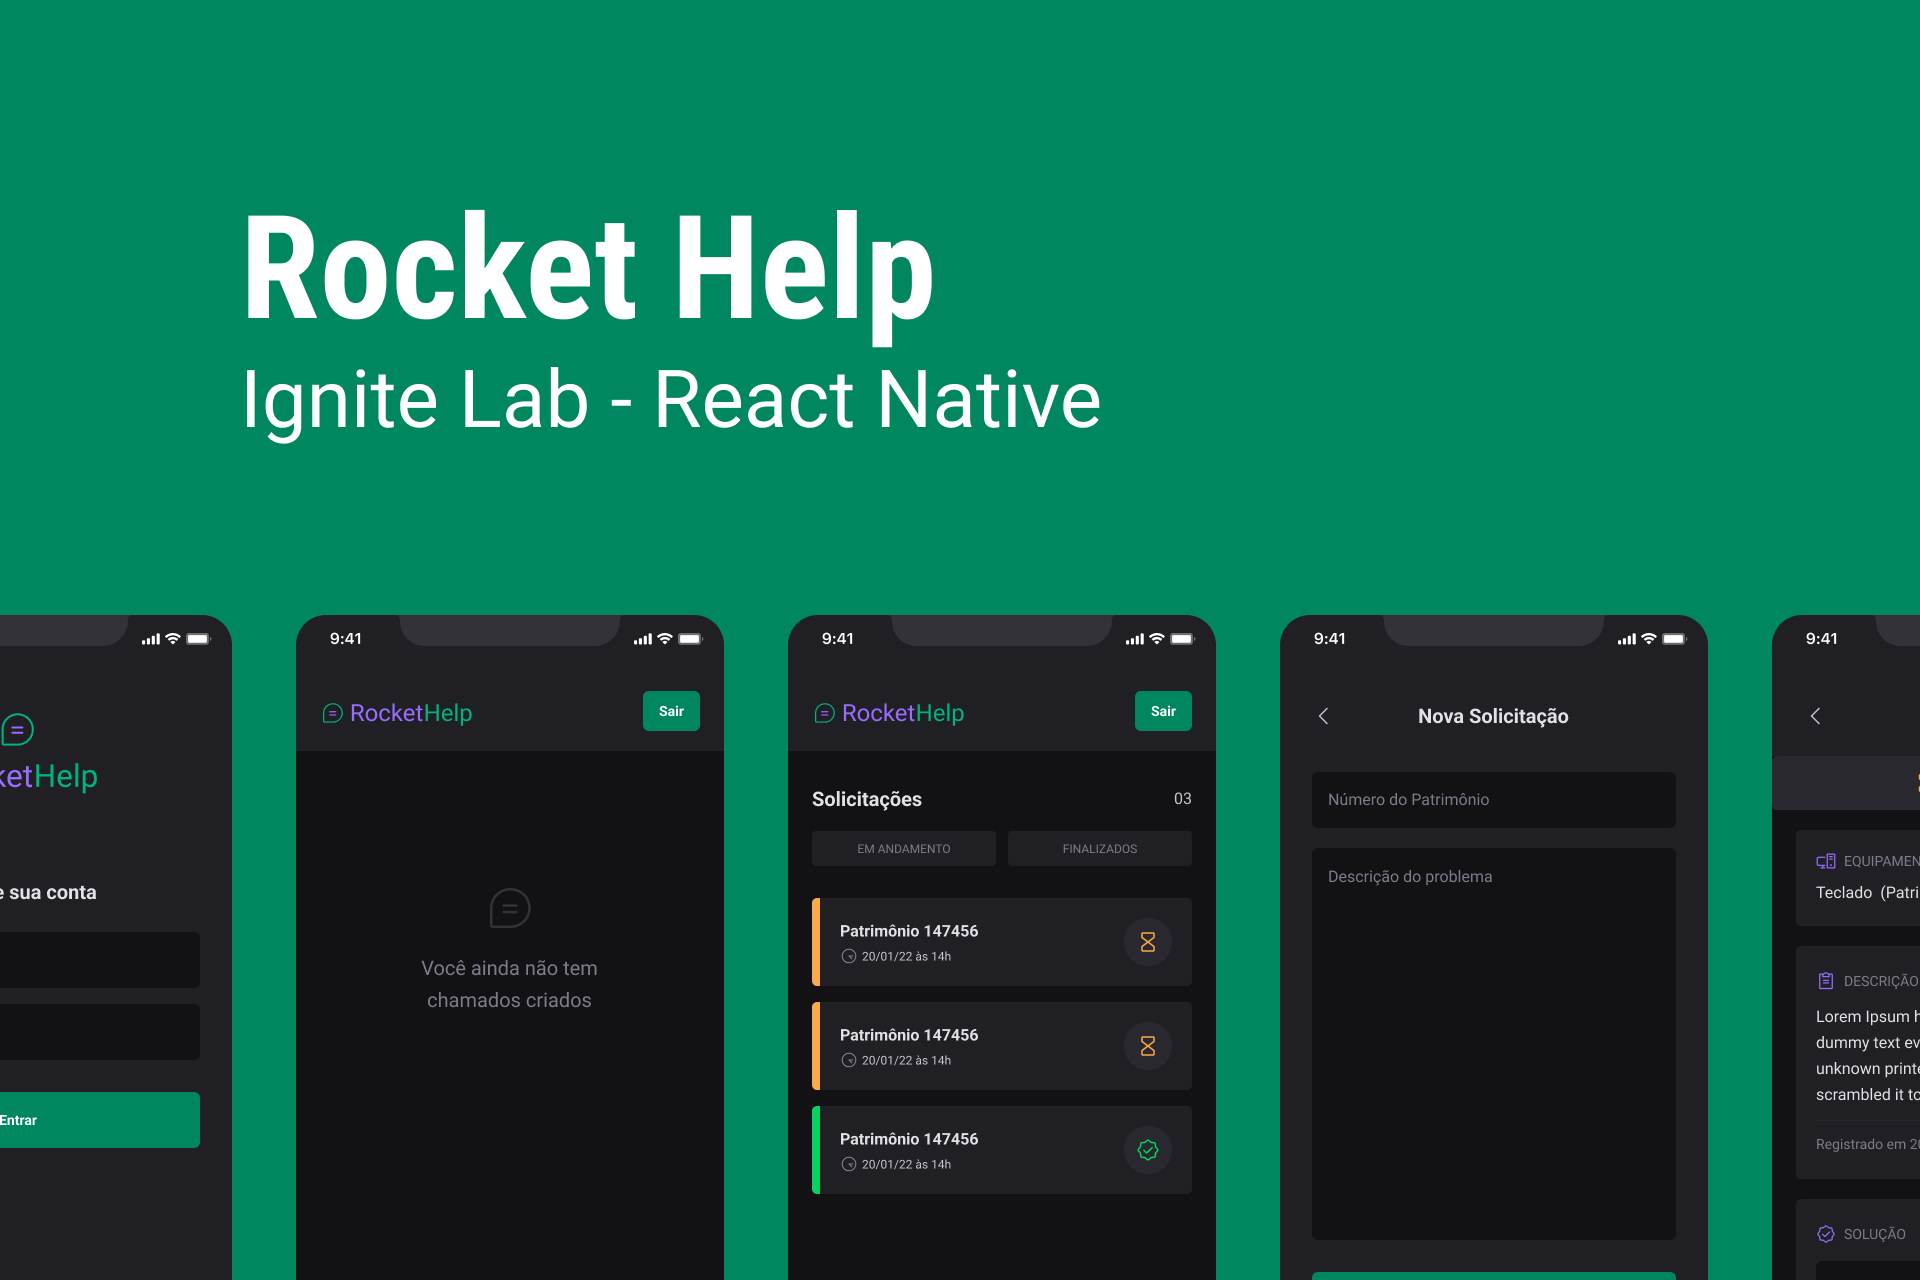 Rocket Help
Ignite Lab - React Native
ketHelp
e sua conta
Entrar
9:41
RocketHelp
Sair
Você ainda não tem
chamados criados
9:41
RocketHelp
Sair
Solicitações
03
EM ANDAMENTO
FINALIZADOS
Patrimônio 147456
20/01/22 às 14h
Patrimônio 147456
20/01/22 às 14h
Patrimônio 147456
20/01/22 às 14h
9:41
Nova Solicitação
Número do Patrimônio
Descrição do problema
9:41
EQUIPAMEN
Teclado (Patri
DESCRIÇÃO
Lorem Ipsum h
dummy text ev
unknown printe
scrambled it to
Registrado em 20
SOLUÇÃO